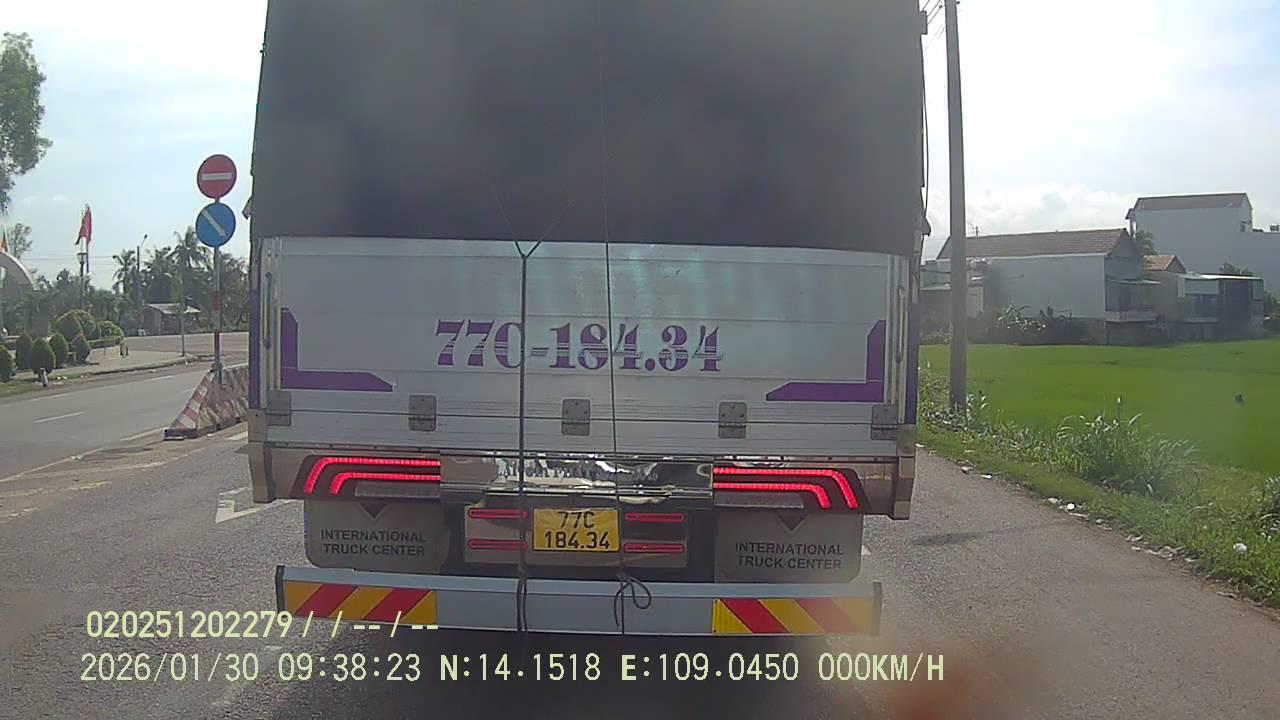 77C-184.34
77C
184.34
INTERNATIONAL
TRUCK CENTER
INTERNATIONAL
TRUCK CENTER
020251202279 / / -- / --
2026/01/30 09:38:23 N:14.1518 E:109.0450 000KM/H